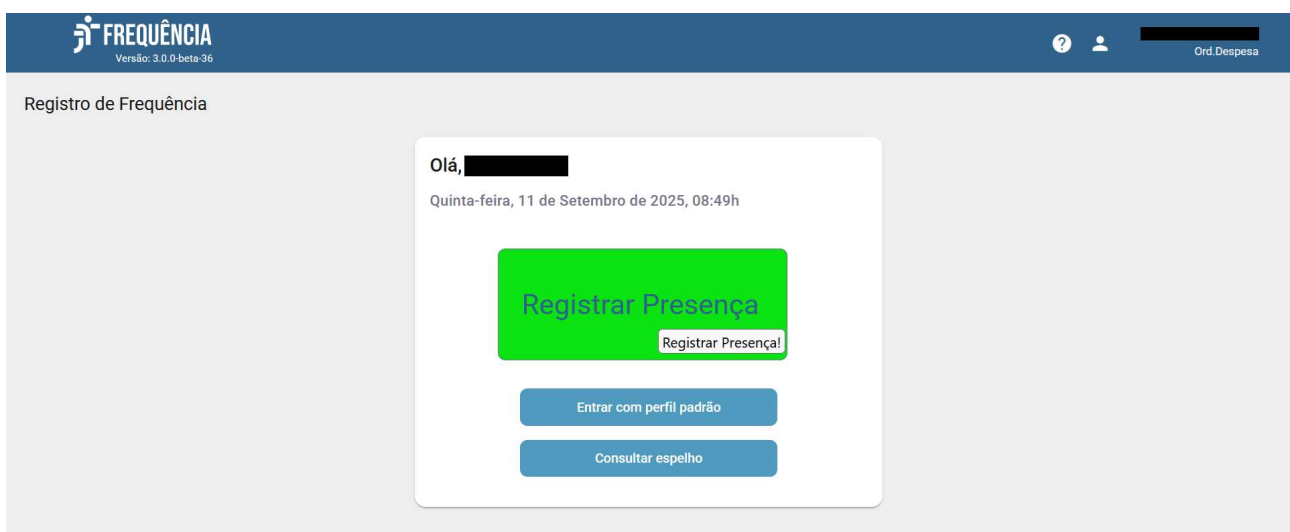 FREQUÊNCIA
Versão: 3.0.0-beta-36
?
Ord.Despesa
Registro de Frequência
Olá,
Quinta-feira, 11 de Setembro de 2025, 08:49h
Registrar Presença
Registrar Presença!
Entrar com perfil padrão
Consultar espelho